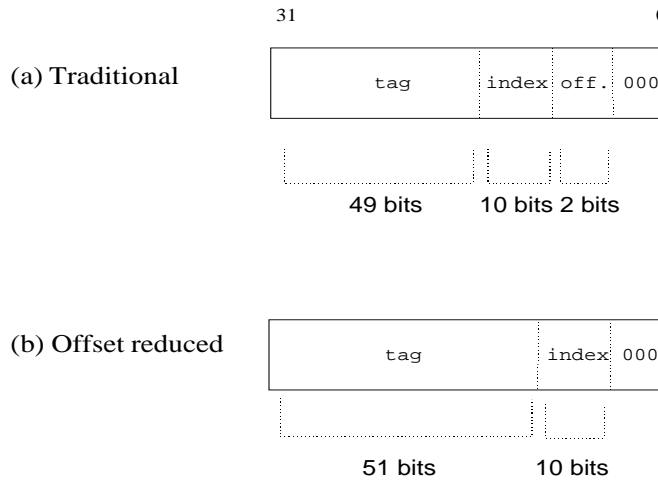 31
(a) Traditional
tag index off. 000
49 bits 10 bits 2 bits
(b) Offset reduced
tag index 000
51 bits 10 bits